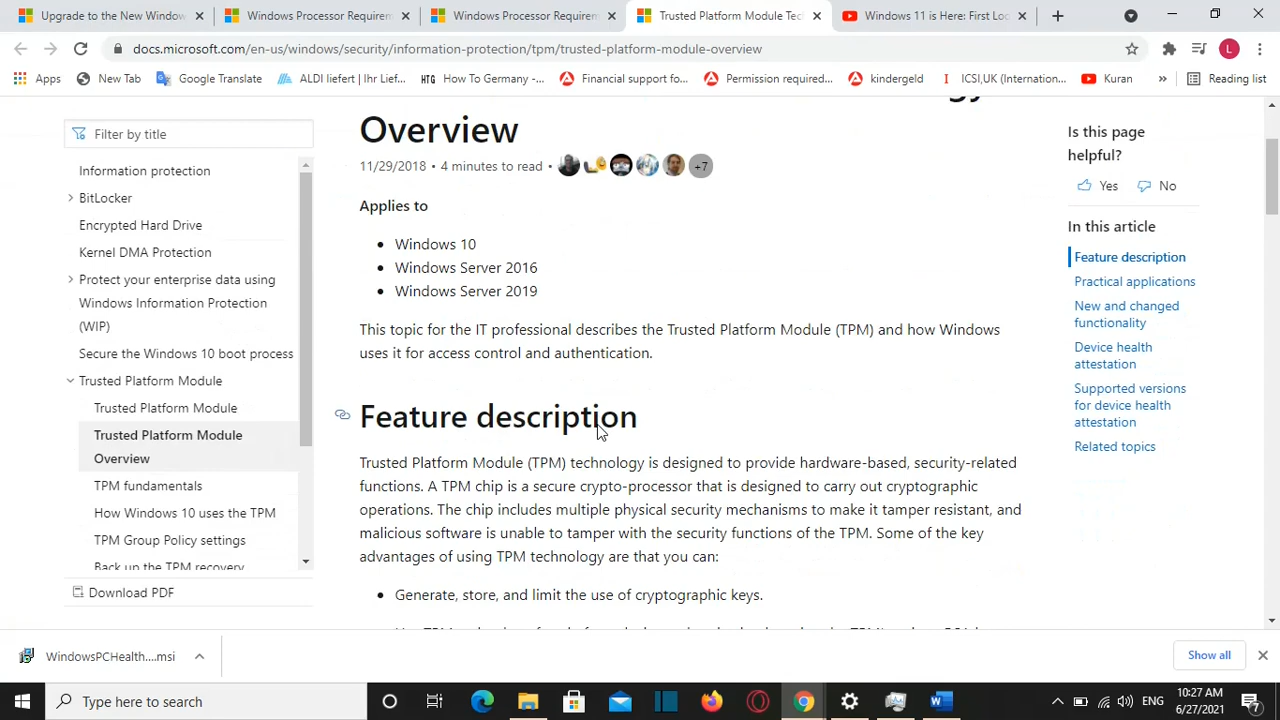 Upgrade to the New Window
Windows Processor Requiremen
Windows Processor Requirem
Trusted Platform Module Tec
Windows 11 is Here: First Loo
docs.microsoft.com/en-us/windows/security/information-protection/tpm/trusted-platform-module-overview
L
Apps
New Tab
Google Translate
ALDI liefert | Ihr Lief...
HTG How To Germany -...
Financial support fo...
Permission required...
kindergeld
ICSI,UK (Internation...
Kuran
»
Reading list
Filter by title
Information protection
BitLocker
Encrypted Hard Drive
Kernel DMA Protection
Protect your enterprise data using
Windows Information Protection
(WIP)
Secure the Windows 10 boot process
Trusted Platform Module
Trusted Platform Module
Trusted Platform Module
Overview
TPM fundamentals
How Windows 10 uses the TPM
TPM Group Policy settings
Back up the TPM recovery
Download PDF
Overview
11/29/2018 • 4 minutes to read •
+7
Applies to
• Windows 10
• Windows Server 2016
• Windows Server 2019
This topic for the IT professional describes the Trusted Platform Module (TPM) and how Windows
uses it for access control and authentication.
Feature description
Trusted Platform Module (TPM) technology is designed to provide hardware-based, security-related
functions. A TPM chip is a secure crypto-processor that is designed to carry out cryptographic
operations. The chip includes multiple physical security mechanisms to make it tamper resistant, and
malicious software is unable to tamper with the security functions of the TPM. Some of the key
advantages of using TPM technology are that you can:
• Generate, store, and limit the use of cryptographic keys.
Is this page
helpful?
Yes
No
In this article
Feature description
Practical applications
New and changed
functionality
Device health
attestation
Supported versions
for device health
attestation
Related topics
WindowsPCHealth....msi
Show all
Type here to search
ENG
10:27 AM
6/27/2021
7